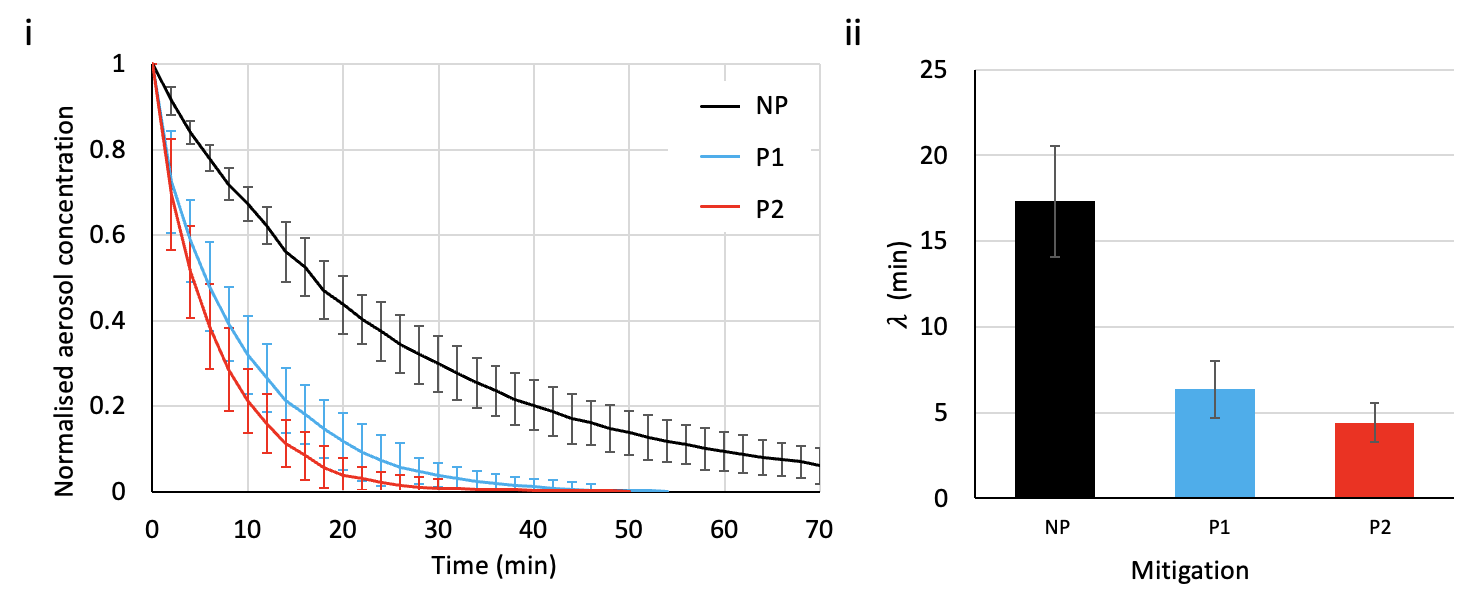 i
Normalised aerosol concentration
1
0.8
0.6
0.4
0.2
0
0 10 20 30 40 50 60 70
Time (min)
NP
P1
P2
ii
λ (min)
25
20
15
10
5
0
NP P1 P2
Mitigation